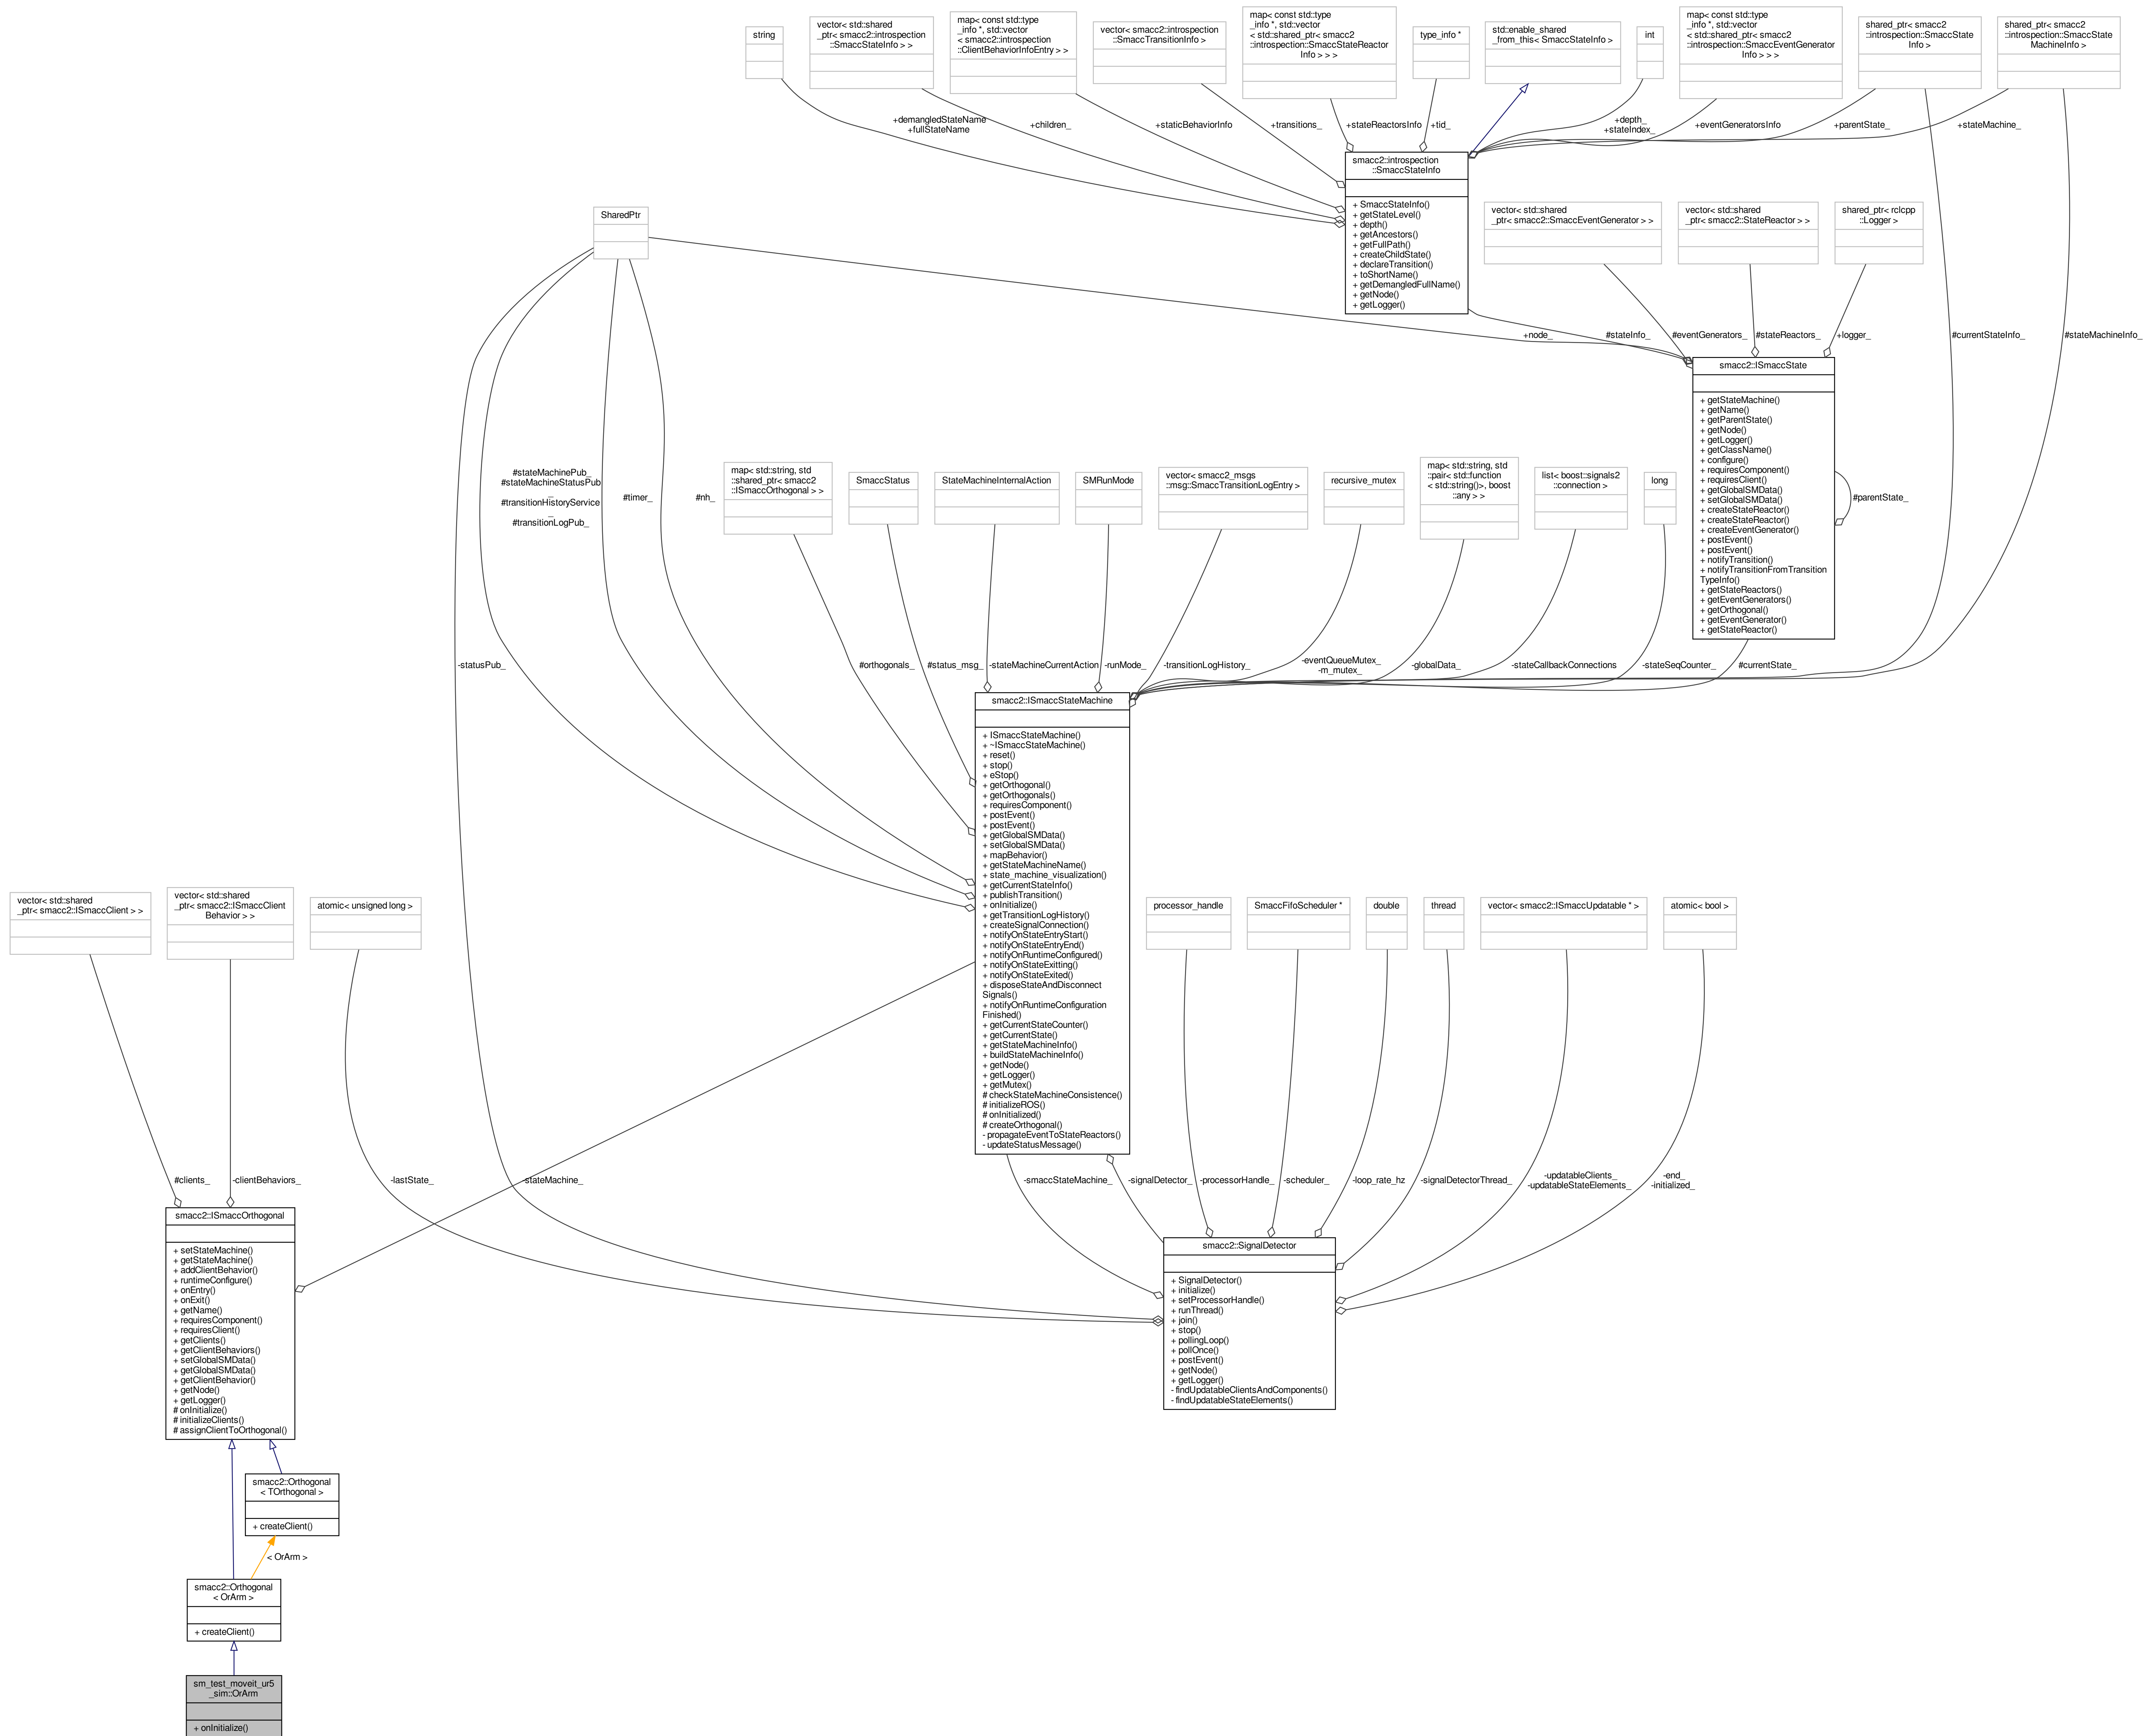 string
vector< std::shared
_ptr< smacc2::introspection
::SmaccStateInfo > >
map< const std::type
_info *, std::vector
< smacc2::introspection
::ClientBehaviorInfoEntry > >
vector< smacc2::introspection
::SmaccTransitionInfo >
map< const std::type
_info *, std::vector
< std::shared_ptr< smacc2
::introspection::SmaccStateReactor
Info > > >
type_info *
std::enable_shared
_from_this< SmaccStateInfo >
int
map< const std::type
_info *, std::vector
< std::shared_ptr< smacc2
::introspection::SmaccEventGenerator
Info > > >
shared_ptr< smacc2
::introspection::SmaccState
Info >
shared_ptr< smacc2
::introspection::SmaccState
MachineInfo >
+demangledStateName
+fullStateName
+children_
+staticBehaviorInfo
+transitions_
+stateReactorsInfo
+tid_
+depth_
+stateIndex_
+eventGeneratorsInfo
+parentState_
+stateMachine_
smacc2::introspection
::SmaccStateInfo
+ SmaccStateInfo()
+ getStateLevel()
+ depth()
+ getAncestors()
+ getFullPath()
+ createChildState()
+ declareTransition()
+ toShortName()
+ getDemangledFullName()
+ getNode()
+ getLogger()
SharedPtr
vector< std::shared
_ptr< smacc2::SmaccEventGenerator > >
vector< std::shared
_ptr< smacc2::StateReactor > >
shared_ptr< rclcpp
::Logger >
+node_
#stateInfo_
#eventGenerators_
#stateReactors_
+logger_
#currentStateInfo_
#stateMachineInfo_
smacc2::ISmaccState
+ getStateMachine()
+ getName()
+ getParentState()
+ getNode()
+ getLogger()
+ getClassName()
+ configure()
+ requiresComponent()
+ requiresClient()
+ getGlobalSMData()
+ setGlobalSMData()
+ createStateReactor()
+ createStateReactor()
+ createEventGenerator()
+ postEvent()
+ postEvent()
+ notifyTransition()
+ notifyTransitionFromTransition
TypeInfo()
+ getStateReactors()
+ getEventGenerators()
+ getOrthogonal()
+ getEventGenerator()
+ getStateReactor()
#parentState_
#stateMachinePub_
#stateMachineStatusPub
_
#transitionHistoryService
_
#transitionLogPub_
#timer_
#nh_
map< std::string, std
::shared_ptr< smacc2
::ISmaccOrthogonal > >
SmaccStatus
StateMachineInternalAction
SMRunMode
vector< smacc2_msgs
::msg::SmaccTransitionLogEntry >
recursive_mutex
map< std::string, std
::pair< std::function
< std::string()>, boost
::any > >
list< boost::signals2
::connection >
long
-statusPub_
#orthogonals_
#status_msg_
-stateMachineCurrentAction
-runMode_
-transitionLogHistory_
-eventQueueMutex_
-m_mutex_
-globalData_
-stateCallbackConnections
-stateSeqCounter_
#currentState_
smacc2::ISmaccStateMachine
+ ISmaccStateMachine()
+ ~ISmaccStateMachine()
+ reset()
+ stop()
+ eStop()
+ getOrthogonal()
+ getOrthogonals()
+ requiresComponent()
+ postEvent()
+ postEvent()
+ getGlobalSMData()
+ setGlobalSMData()
+ mapBehavior()
+ getStateMachineName()
+ state_machine_visualization()
+ getCurrentStateInfo()
+ publishTransition()
+ onInitialize()
+ getTransitionLogHistory()
+ createSignalConnection()
+ notifyOnStateEntryStart()
+ notifyOnStateEntryEnd()
+ notifyOnRuntimeConfigured()
+ notifyOnStateExitting()
+ notifyOnStateExited()
+ disposeStateAndDisconnect
Signals()
+ notifyOnRuntimeConfiguration
Finished()
+ getCurrentStateCounter()
+ getCurrentState()
+ getStateMachineInfo()
+ buildStateMachineInfo()
+ getNode()
+ getLogger()
+ getMutex()
# checkStateMachineConsistence()
# initializeROS()
# onInitialized()
# createOrthogonal()
- propagateEventToStateReactors()
- updateStatusMessage()
vector< std::shared
_ptr< smacc2::ISmaccClient > >
vector< std::shared
_ptr< smacc2::ISmaccClient
Behavior > >
atomic< unsigned long >
processor_handle
SmaccFifoScheduler *
double
thread
vector< smacc2::ISmaccUpdatable * >
atomic< bool >
#clients_
-clientBehaviors_
-lastState_
-stateMachine_
-smaccStateMachine_
-signalDetector_
-processorHandle_
-scheduler_
-loop_rate_hz
-signalDetectorThread_
-updatableClients_
-updatableStateElements_
-end_
-initialized_
smacc2::ISmaccOrthogonal
+ setStateMachine()
+ getStateMachine()
+ addClientBehavior()
+ runtimeConfigure()
+ onEntry()
+ onExit()
+ getName()
+ requiresComponent()
+ requiresClient()
+ getClients()
+ getClientBehaviors()
+ setGlobalSMData()
+ getGlobalSMData()
+ getClientBehavior()
+ getNode()
+ getLogger()
# onInitialize()
# initializeClients()
# assignClientToOrthogonal()
smacc2::SignalDetector
+ SignalDetector()
+ initialize()
+ setProcessorHandle()
+ runThread()
+ join()
+ stop()
+ pollingLoop()
+ pollOnce()
+ postEvent()
+ getNode()
+ getLogger()
- findUpdatableClientsAndComponents()
- findUpdatableStateElements()
smacc2::Orthogonal
< TOrthogonal >
+ createClient()
< OrArm >
smacc2::Orthogonal
< OrArm >
+ createClient()
sm_test_moveit_ur5
_sim::OrArm
+ onInitialize()